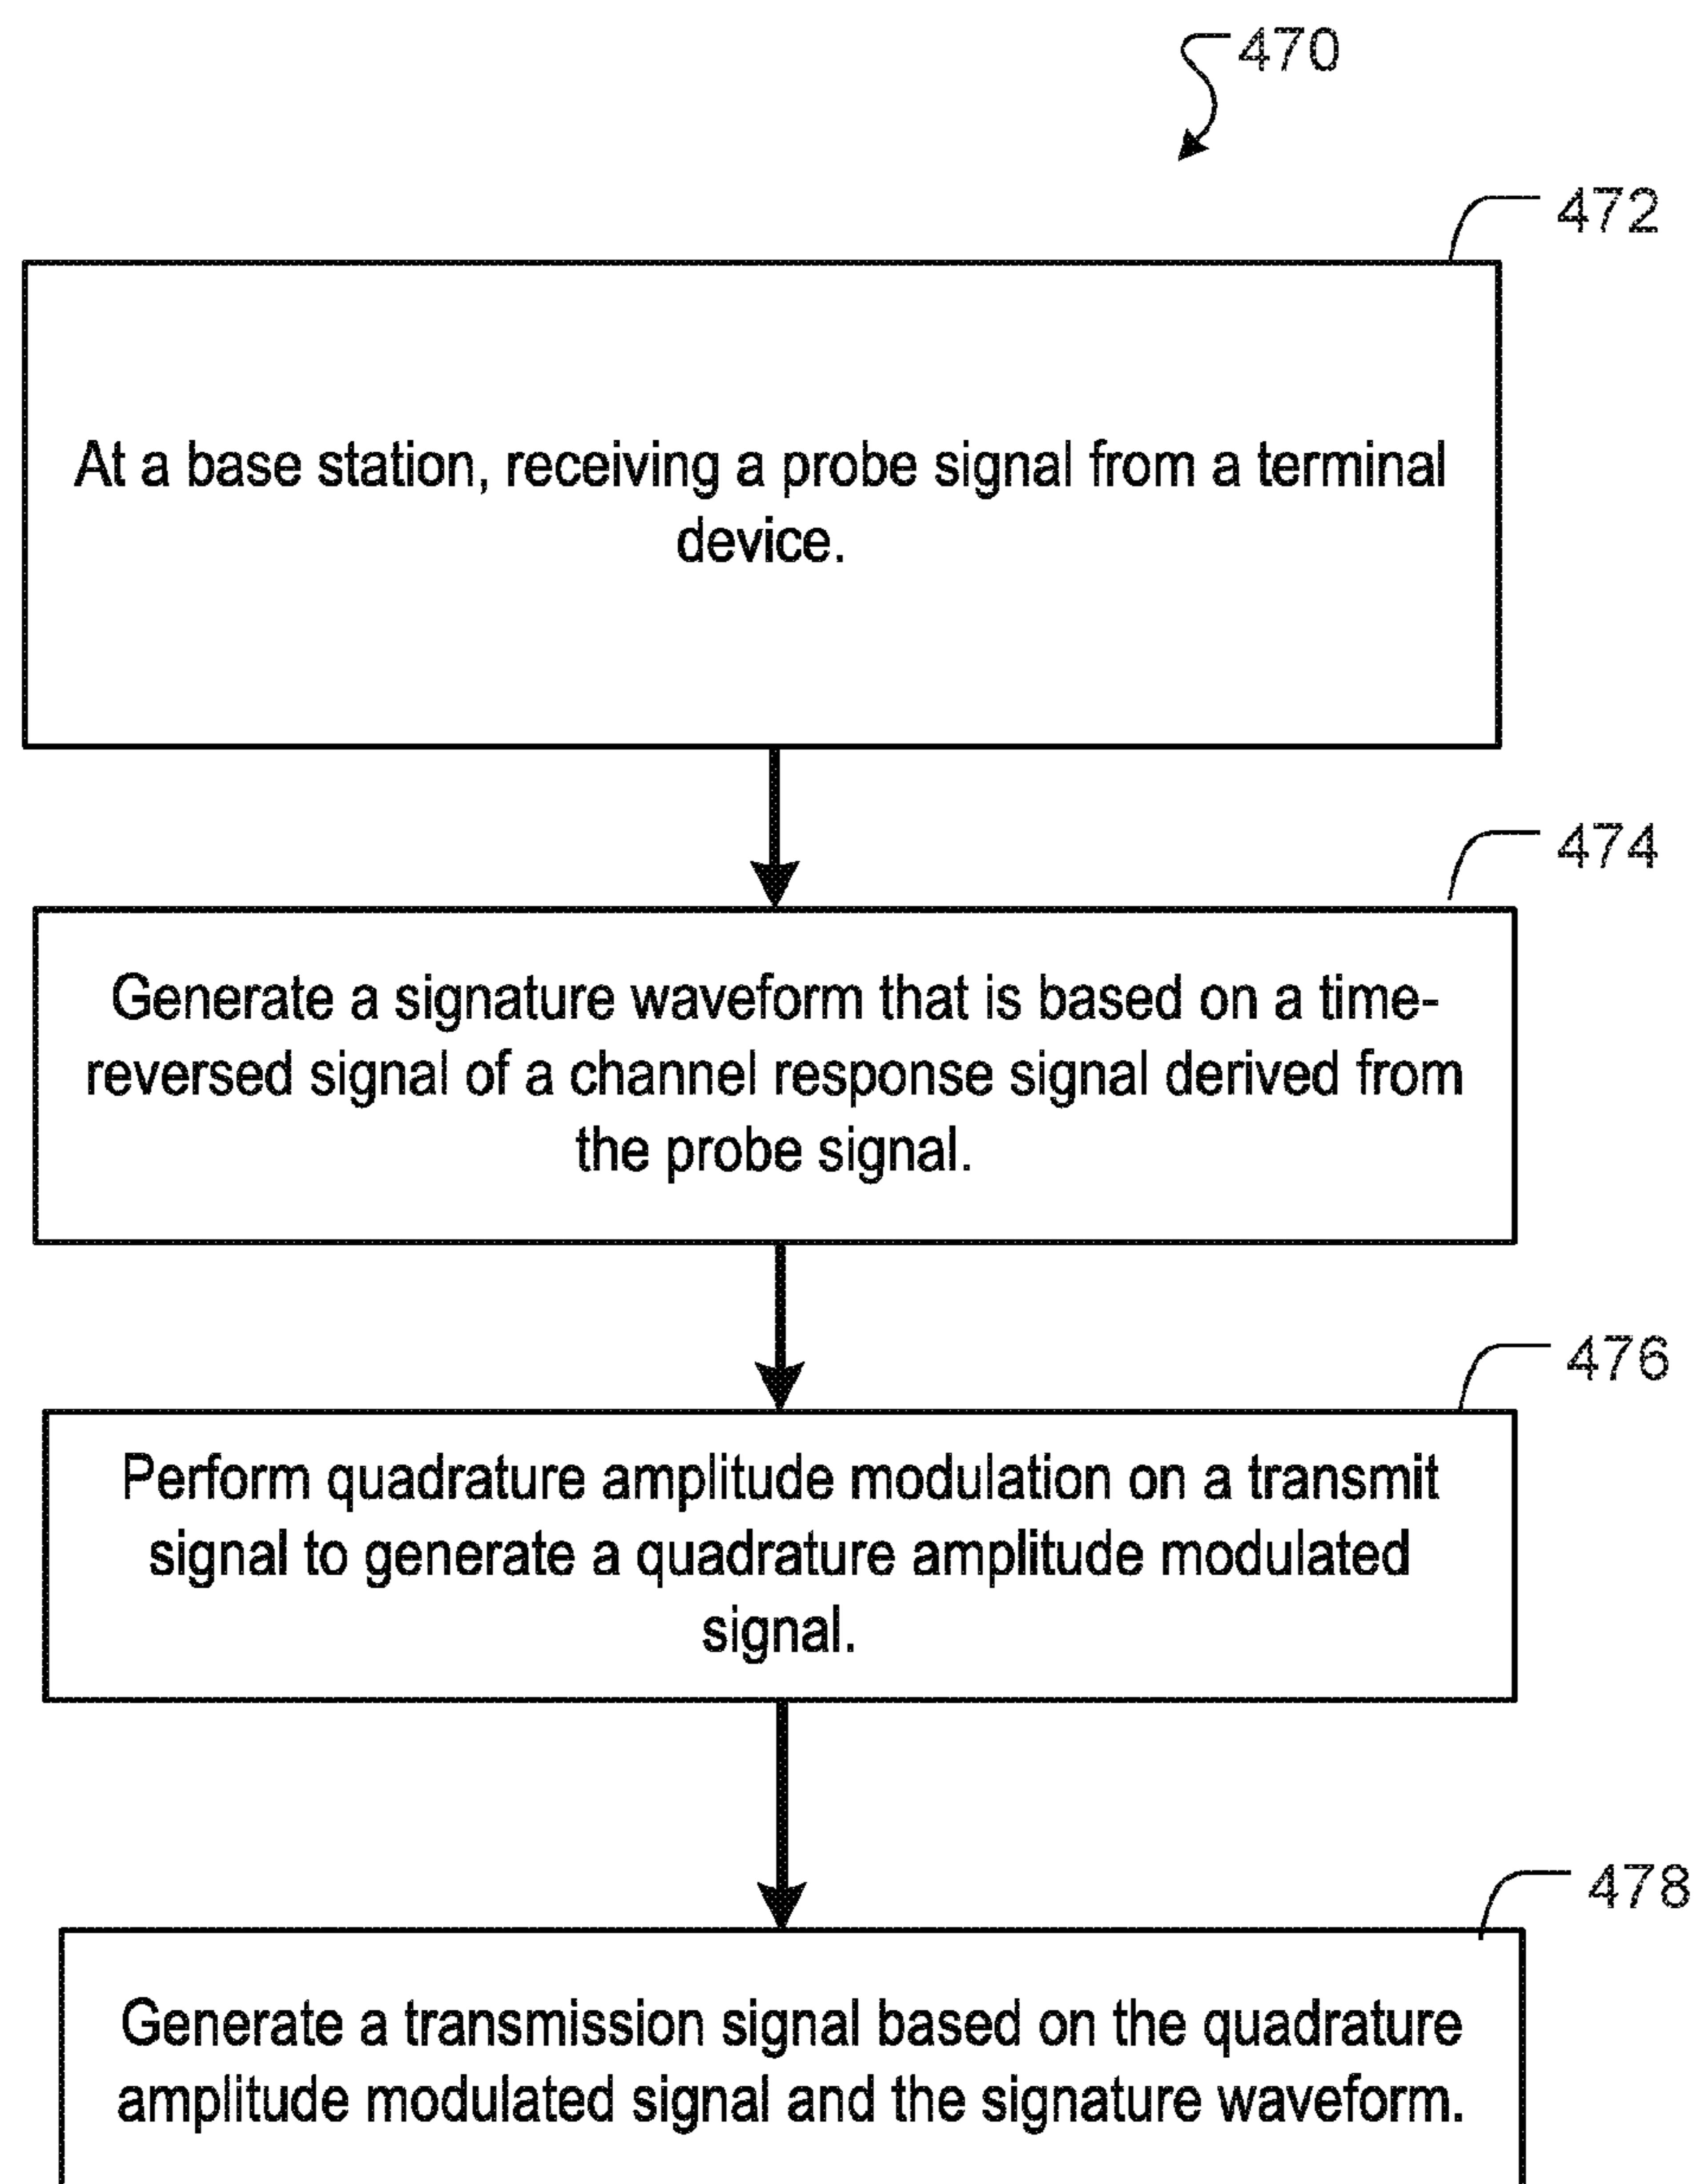 470
472
At a base station, receiving a probe signal from a terminal
device.
474
Generate a signature waveform that is based on a time-
reversed signal of a channel response signal derived from
the probe signal.
476
Perform quadrature amplitude modulation on a transmit
signal to generate a quadrature amplitude modulated
signal.
478
Generate a transmission signal based on the quadrature
amplitude modulated signal and the signature waveform.